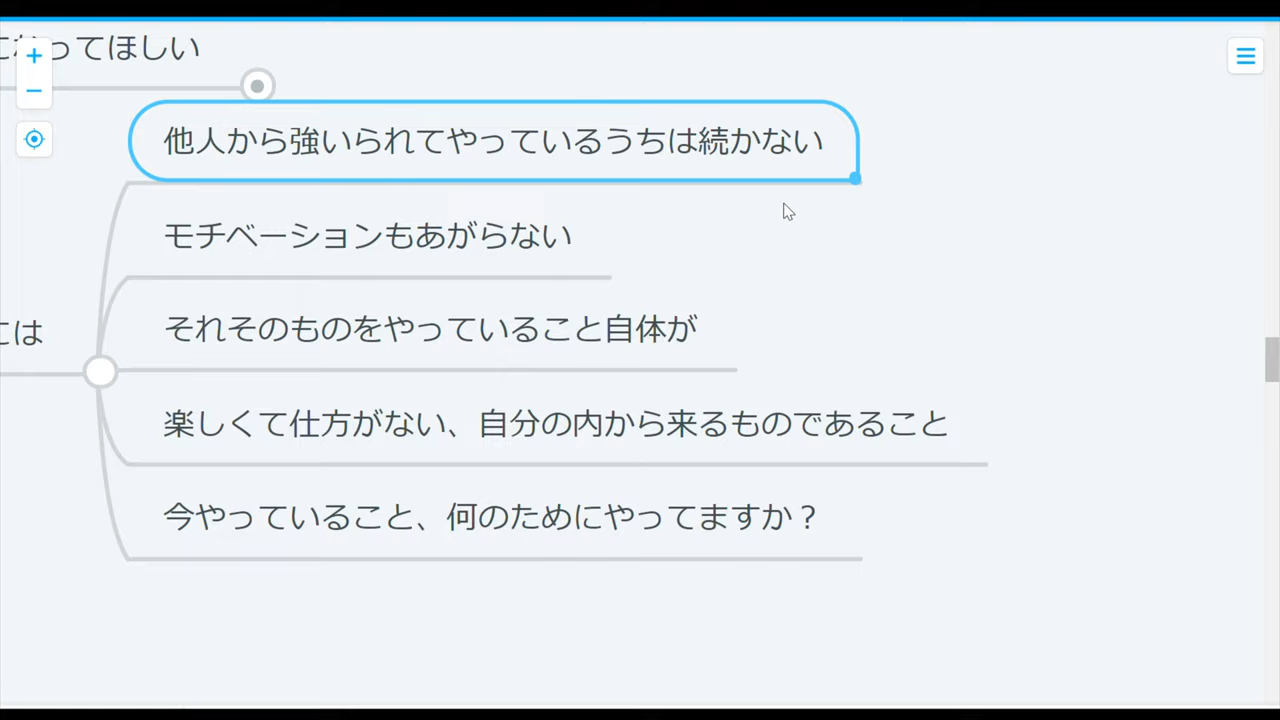 ってほしい
他人から強いられてやっているうちは続かない
モチベーションもあがらない
それそのものをやっていること自体が
には
楽しくて仕方がない、自分の内から来るものであること
今やっていること、何のためにやってますか？